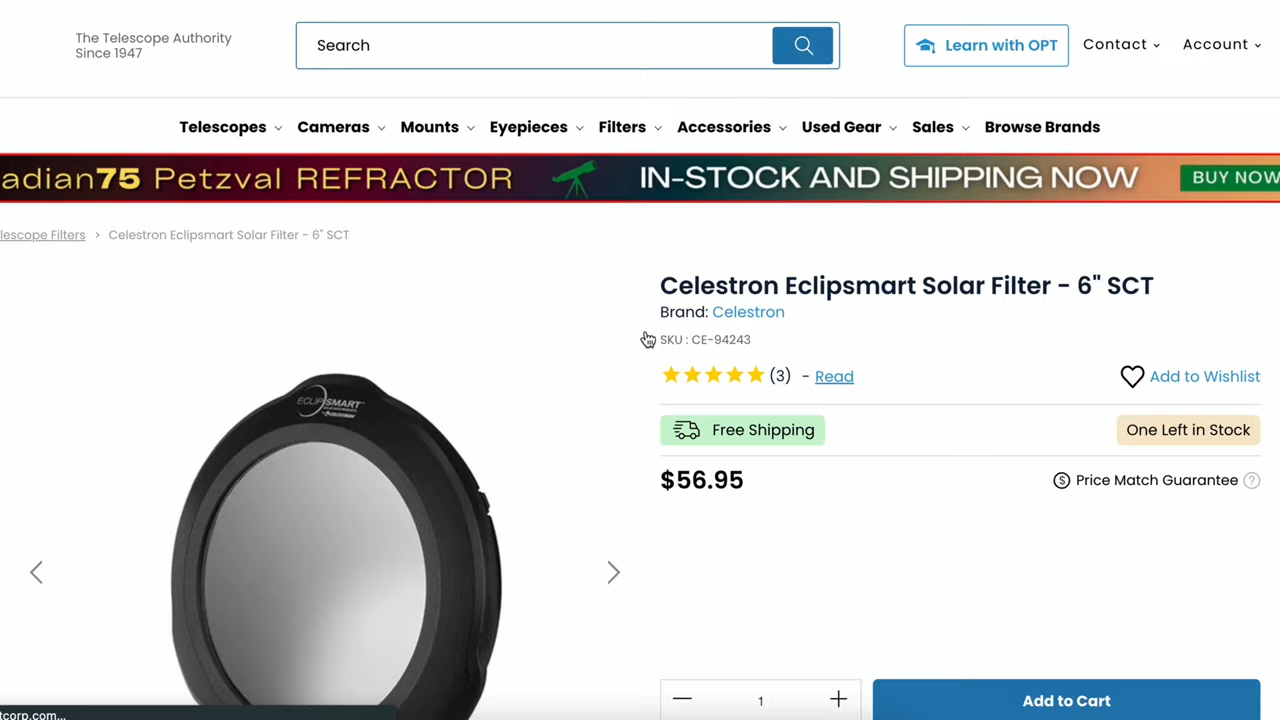 The Telescope Authority
Since 1947
Search
Learn with OPT
Contact
Account
Telescopes
Cameras
Mounts
Eyepieces
Filters
Accessories
Used Gear
Sales
Browse Brands
adian75 Petzval REFRACTOR
IN-STOCK AND SHIPPING NOW
BUY NOW
lescope Filters > Celestron Eclipsmart Solar Filter - 6" SCT
Celestron Eclipsmart Solar Filter - 6" SCT
Brand: Celestron
SKU : CE-94243
(3) - Read
Add to Wishlist
Free Shipping
One Left in Stock
$56.95
Price Match Guarantee ?
ECLIPSMART
1
Add to Cart
tcorp.com...